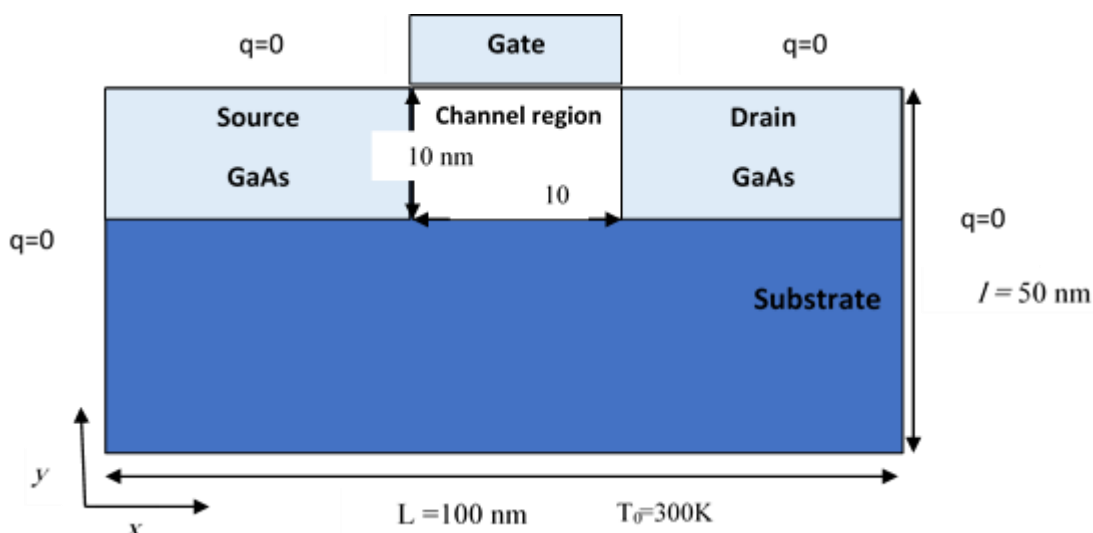 q=0
Gate
q=0
Source
Channel region
Drain
10 nm
GaAs
10
GaAs
q=0
q=0
Substrate
l = 50 nm
y
x
L =100 nm
T0=300K